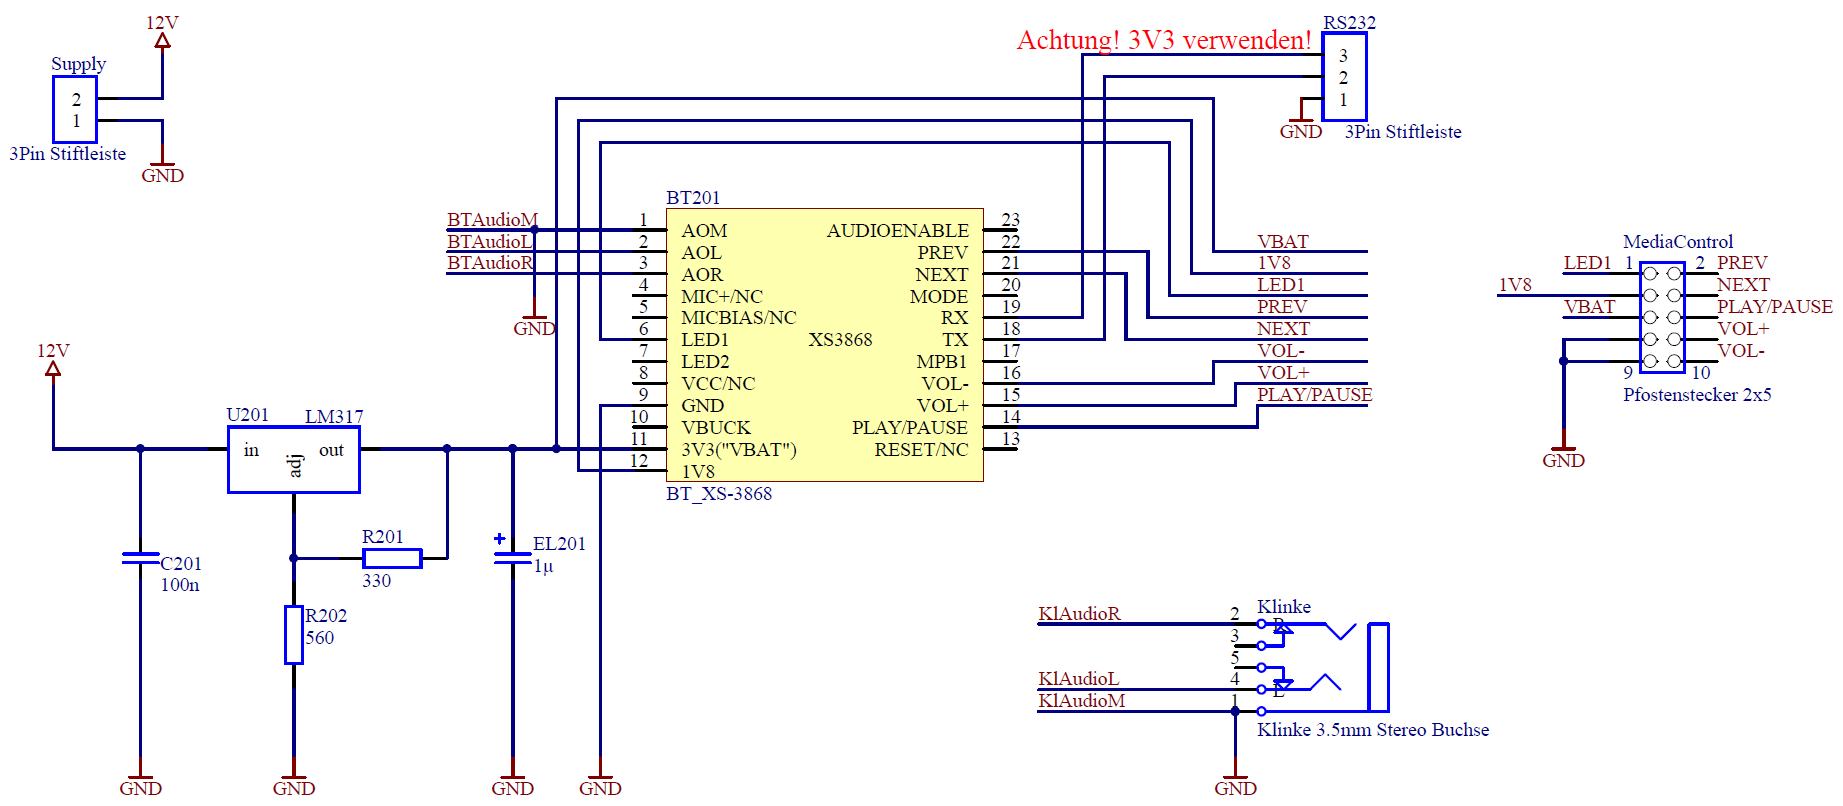 12V
Supply
2
1
3Pin Stiftleiste
GND
Achtung! 3V3 verwenden!
RS232
3
2
1
GND
3Pin Stiftleiste
BT201
BTAudioM
BTAudioL
BTAudioR
GND
1 AOM
2 AOL
3 AOR
4 MIC+/NC
5 MICBIAS/NC
6 LED1
7 LED2
8 VCC/NC
9 GND
10 VBUCK
11 3V3("VBAT")
12 1V8
XS3868
AUDIOENABLE 23
PREV 22
NEXT 21
MODE 20
RX 19
TX 18
MPB1 17
VOL- 16
VOL+ 15
PLAY/PAUSE 14
RESET/NC 13
BT_XS-3868
VBAT
1V8
LED1
PREV
NEXT
VOL-
VOL+
PLAY/PAUSE
MediaControl
LED1 1 2 PREV
1V8 NEXT
VBAT PLAY/PAUSE
VOL+
VOL-
9 10
Pfostenstecker 2x5
GND
12V
U201 LM317
in adj out
R201
330
C201
100n
R202
560
EL201
1µ
GND
GND
GND
GND
Klinke
KlAudioR 2
R
3
5
KlAudioL 4
L
KlAudioM 1
Klinke 3.5mm Stereo Buchse
GND